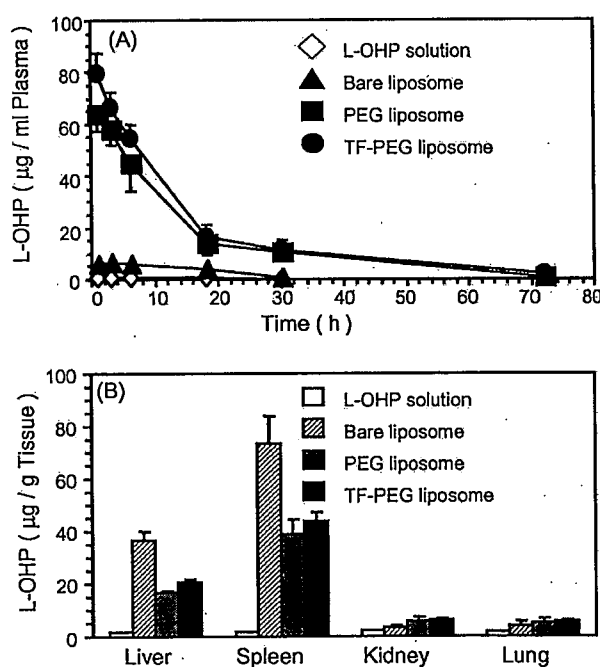 (A)
L-OHP ( μg / ml Plasma )
100
80
60
40
20
0
L-OHP solution
Bare liposome
PEG liposome
TF-PEG liposome
0 10 20 30 40 50 60 70 80
Time ( h )
(B)
L-OHP ( μg / g Tissue )
100
80
60
40
20
0
L-OHP solution
Bare liposome
PEG liposome
TF-PEG liposome
Liver Spleen Kidney Lung